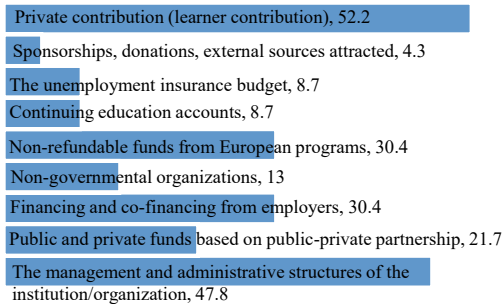 Private contribution (learner contribution), 52.2
Sponsorships, donations, external sources attracted, 4.3
The unemployment insurance budget, 8.7
Continuing education accounts, 8.7
Non-refundable funds from European programs, 30.4
Non-governmental organizations, 13
Financing and co-financing from employers, 30.4
Public and private funds based on public-private partnership, 21.7
The management and administrative structures of the
institution/organization, 47.8